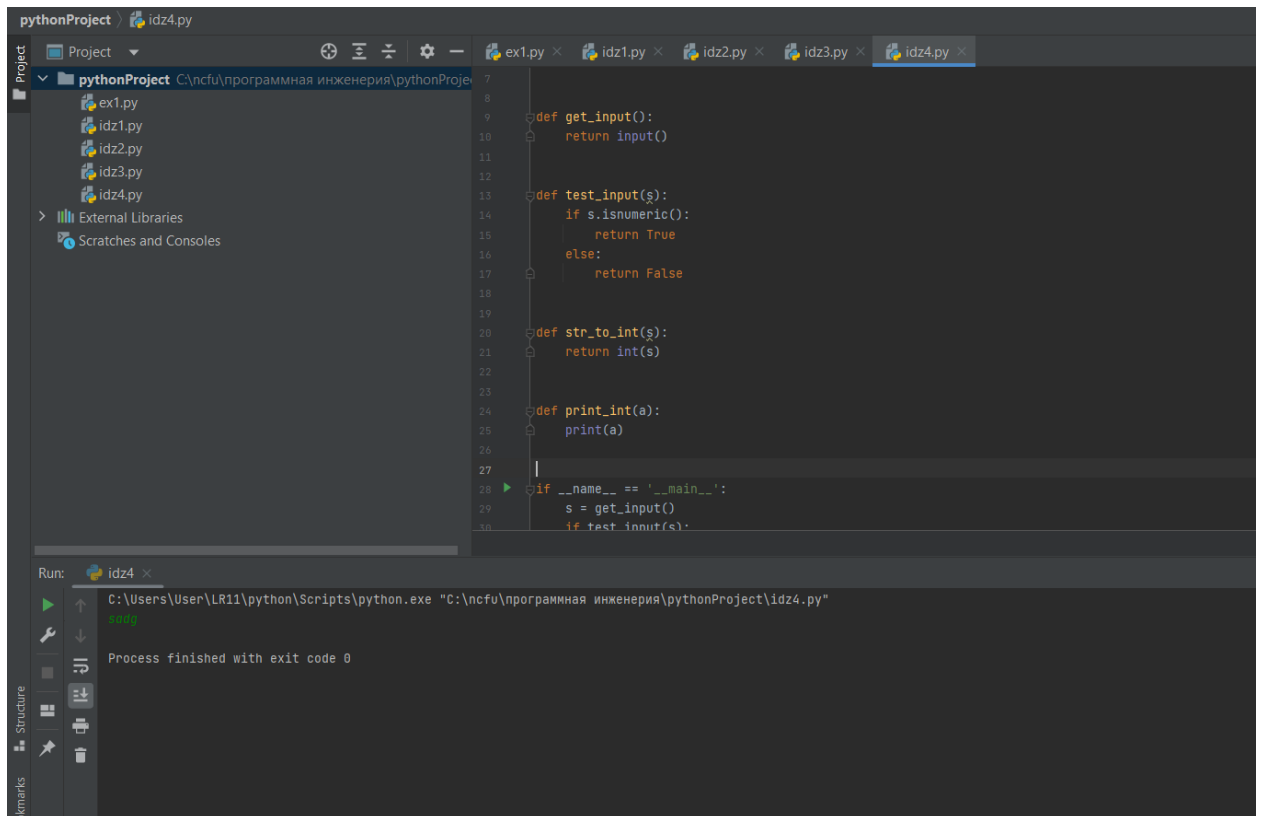 pythonProject 〉 idz4.py
Project
Project
ex1.py
idz1.py
idz2.py
idz3.py
idz4.py
pythonProject C:\ncfu\программная инженерия\pythonProje
ex1.py
idz1.py
idz2.py
idz3.py
idz4.py
External Libraries
Scratches and Consoles
7
8
9 def get_input():
10 return input()
11
12
13 def test_input(s):
14 if s.isnumeric():
15 return True
16 else:
17 return False
18
19
20 def str_to_int(s):
21 return int(s)
22
23
24 def print_int(a):
25 print(a)
26
27
28 if __name__ == '__main__':
29 s = get_input()
30 if test_input(s):
Run: idz4
C:\Users\User\LR11\python\Scripts\python.exe "C:\ncfu\программная инженерия\pythonProject\idz4.py"
sadg
Process finished with exit code 0
Structure
kmarks